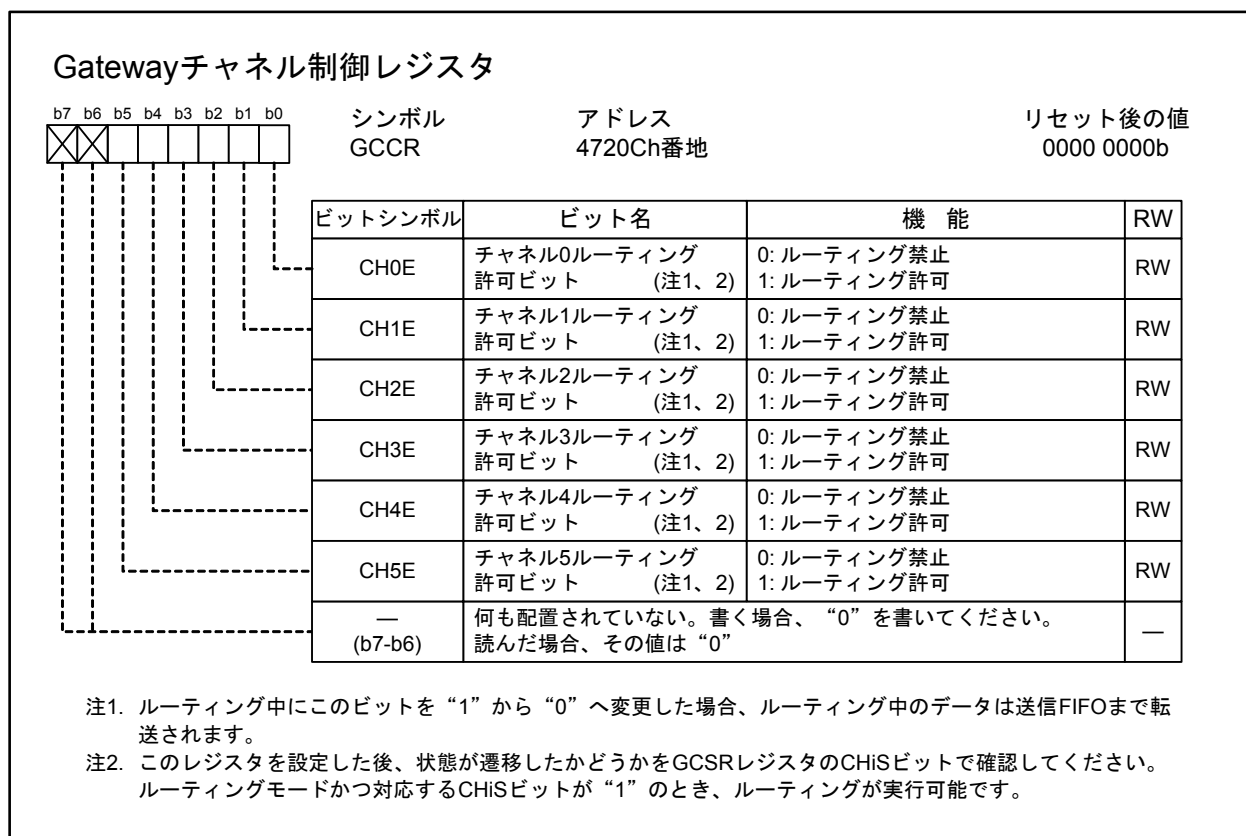 Gatewayチャネル制御レジスタ
b7 b6 b5 b4 b3 b2 b1 b0
シンボル アドレス リセット後の値
GCCR 4720Ch番地 0000 0000b
ビットシンボル ビット名 機 能 RW
CH0E チャネル0ルーティング 0: ルーティング禁止 RW
許可ビット (注1、2) 1: ルーティング許可
CH1E チャネル1ルーティング 0: ルーティング禁止 RW
許可ビット (注1、2) 1: ルーティング許可
CH2E チャネル2ルーティング 0: ルーティング禁止 RW
許可ビット (注1、2) 1: ルーティング許可
CH3E チャネル3ルーティング 0: ルーティング禁止 RW
許可ビット (注1、2) 1: ルーティング許可
CH4E チャネル4ルーティング 0: ルーティング禁止 RW
許可ビット (注1、2) 1: ルーティング許可
CH5E チャネル5ルーティング 0: ルーティング禁止 RW
許可ビット (注1、2) 1: ルーティング許可
― 何も配置されていない。書く場合、“0”を書いてください。 ―
(b7-b6) 読んだ場合、その値は“0”
注1. ルーティング中にこのビットを“1”から“0”へ変更した場合、ルーティング中のデータは送信FIFOまで転
送されます。
注2. このレジスタを設定した後、状態が遷移したかどうかをGCSRレジスタのCHiSビットで確認してください。
ルーティングモードかつ対応するCHiSビットが“1”のとき、ルーティングが実行可能です。